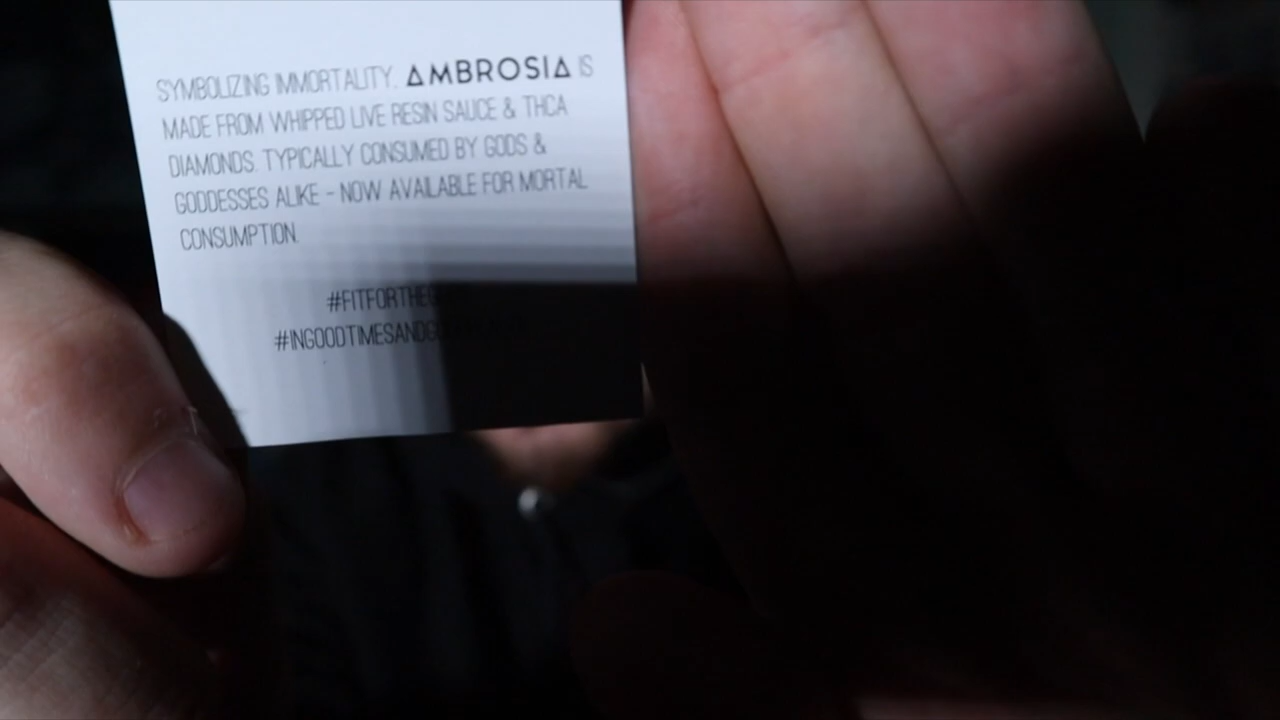 SYMBOLIZING IMMORTALITY, AMBROSIA IS
MADE FROM WHIPPED LIVE RESIN SAUCE & THCA
DIAMONDS. TYPICALLY CONSUMED BY GODS &
GODDESSES ALIKE - NOW AVAILABLE FOR MORTAL
CONSUMPTION.